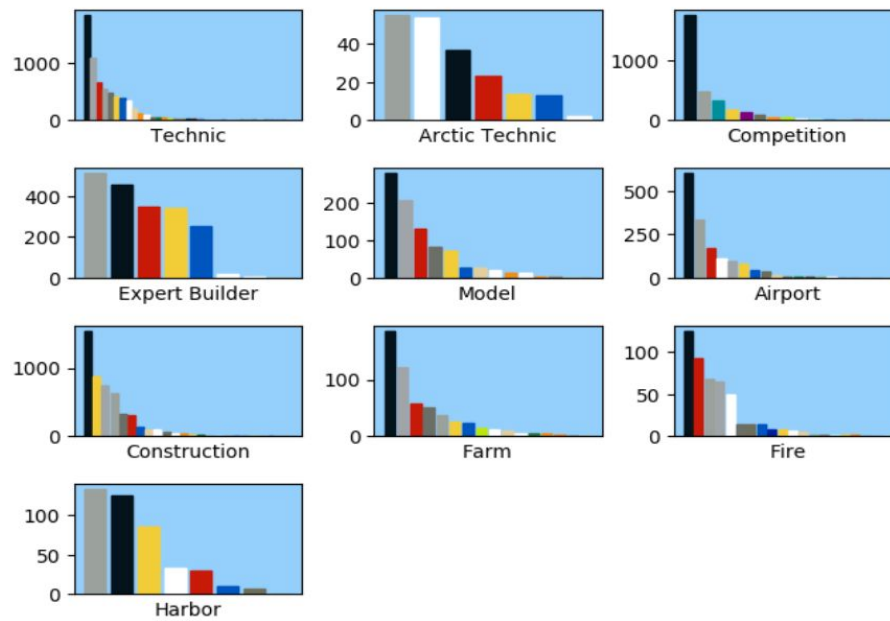 1000
0
Technic
40
20
0
Arctic Technic
1000
0
Competition
400
200
0
Expert Builder
200
100
0
Model
500
250
0
Airport
1000
0
Construction
100
0
Farm
100
50
0
Fire
100
50
0
Harbor